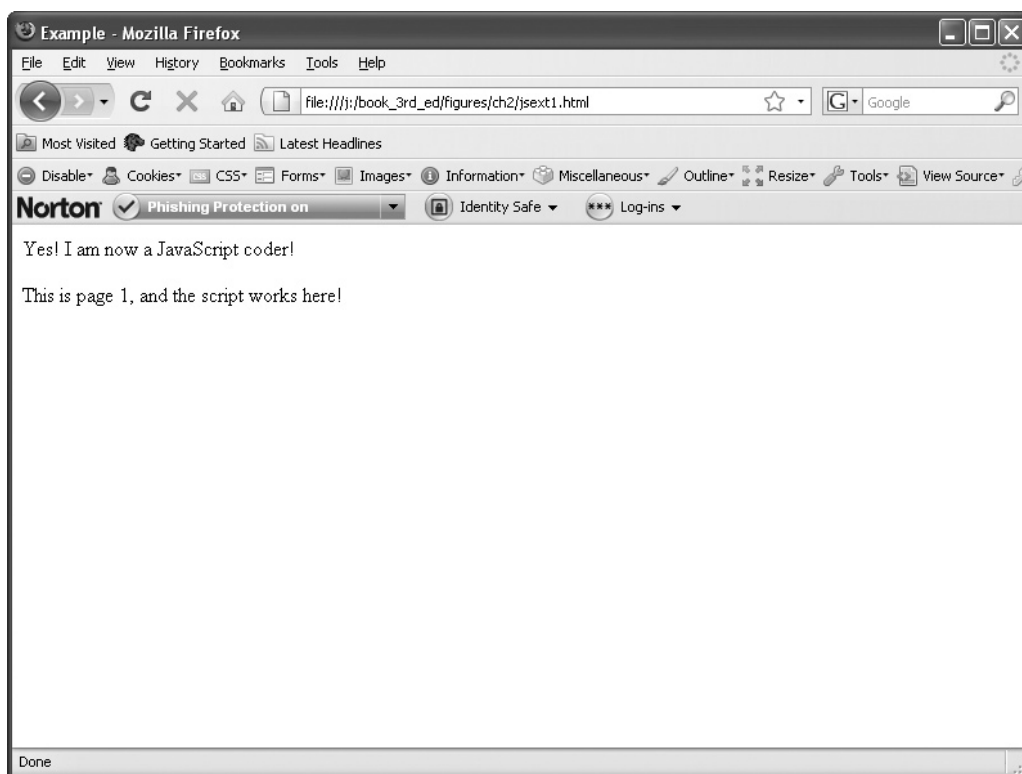 Example - Mozilla Firefox
File Edit View History Bookmarks Tools Help
file:///j:/book_3rd_ed/figures/ch2/jsext1.html G Google
Most Visited Getting Started Latest Headlines
Disable Cookies CSS Forms Images Information Miscellaneous Outline Resize Tools View Source
Norton Phishing Protection on Identity Safe *** Log-ins
Yes! I am now a JavaScript coder!
This is page 1, and the script works here!
Done